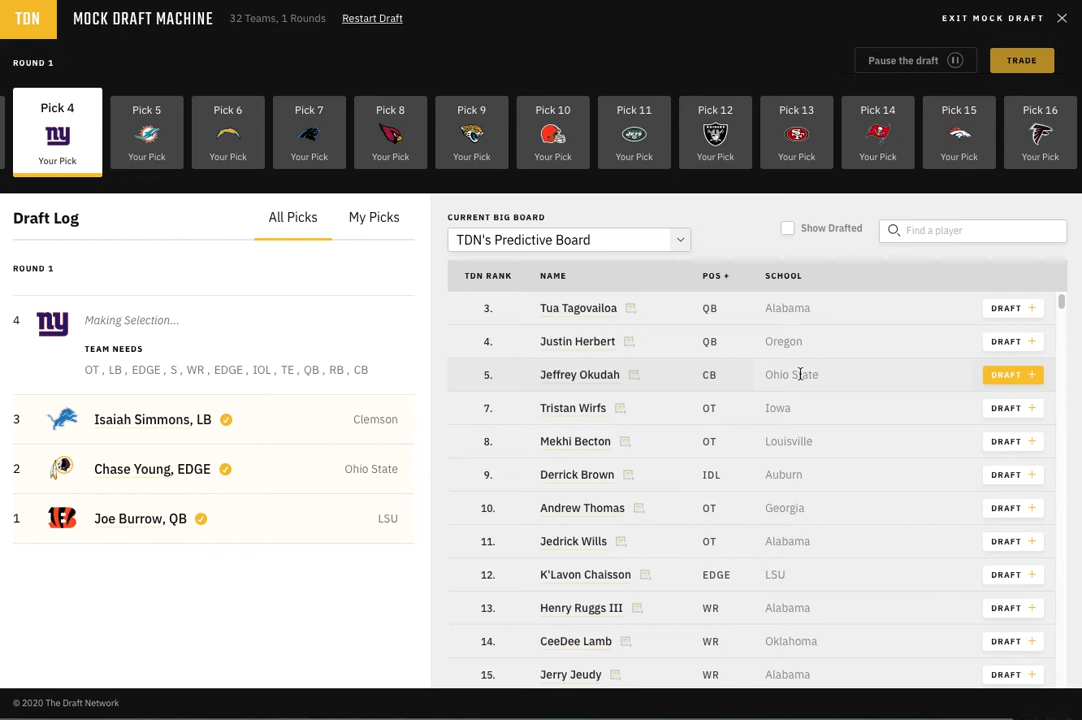 TDN MOCK DRAFT MACHINE 32 Teams, 1 Rounds Restart Draft EXIT MOCK DRAFT
ROUND 1 Pause the draft TRADE
Pick 4 Pick 5 Pick 6 Pick 7 Pick 8 Pick 9 Pick 10 Pick 11 Pick 12 Pick 13 Pick 14 Pick 15 Pick 16
ny
Your Pick Your Pick Your Pick Your Pick Your Pick Your Pick Your Pick Your Pick Your Pick Your Pick Your Pick Your Pick Your Pick
Draft Log All Picks My Picks
ROUND 1
4 ny Making Selection...
TEAM NEEDS
OT , LB , EDGE , S , WR , EDGE , IOL , TE , QB , RB , CB
3 Isaiah Simmons, LB Clemson
2 Chase Young, EDGE Ohio State
1 Joe Burrow, QB LSU
CURRENT BIG BOARD
TDN's Predictive Board Show Drafted Find a player
TDN RANK NAME POS + SCHOOL
3. Tua Tagovailoa QB Alabama DRAFT +
4. Justin Herbert QB Oregon DRAFT +
5. Jeffrey Okudah CB Ohio State DRAFT +
7. Tristan Wirfs OT Iowa DRAFT +
8. Mekhi Becton OT Louisville DRAFT +
9. Derrick Brown IDL Auburn DRAFT +
10. Andrew Thomas OT Georgia DRAFT +
11. Jedrick Wills OT Alabama DRAFT +
12. K'Lavon Chaisson EDGE LSU DRAFT +
13. Henry Ruggs III WR Alabama DRAFT +
14. CeeDee Lamb WR Oklahoma DRAFT +
15. Jerry Jeudy WR Alabama DRAFT +
© 2020 The Draft Network